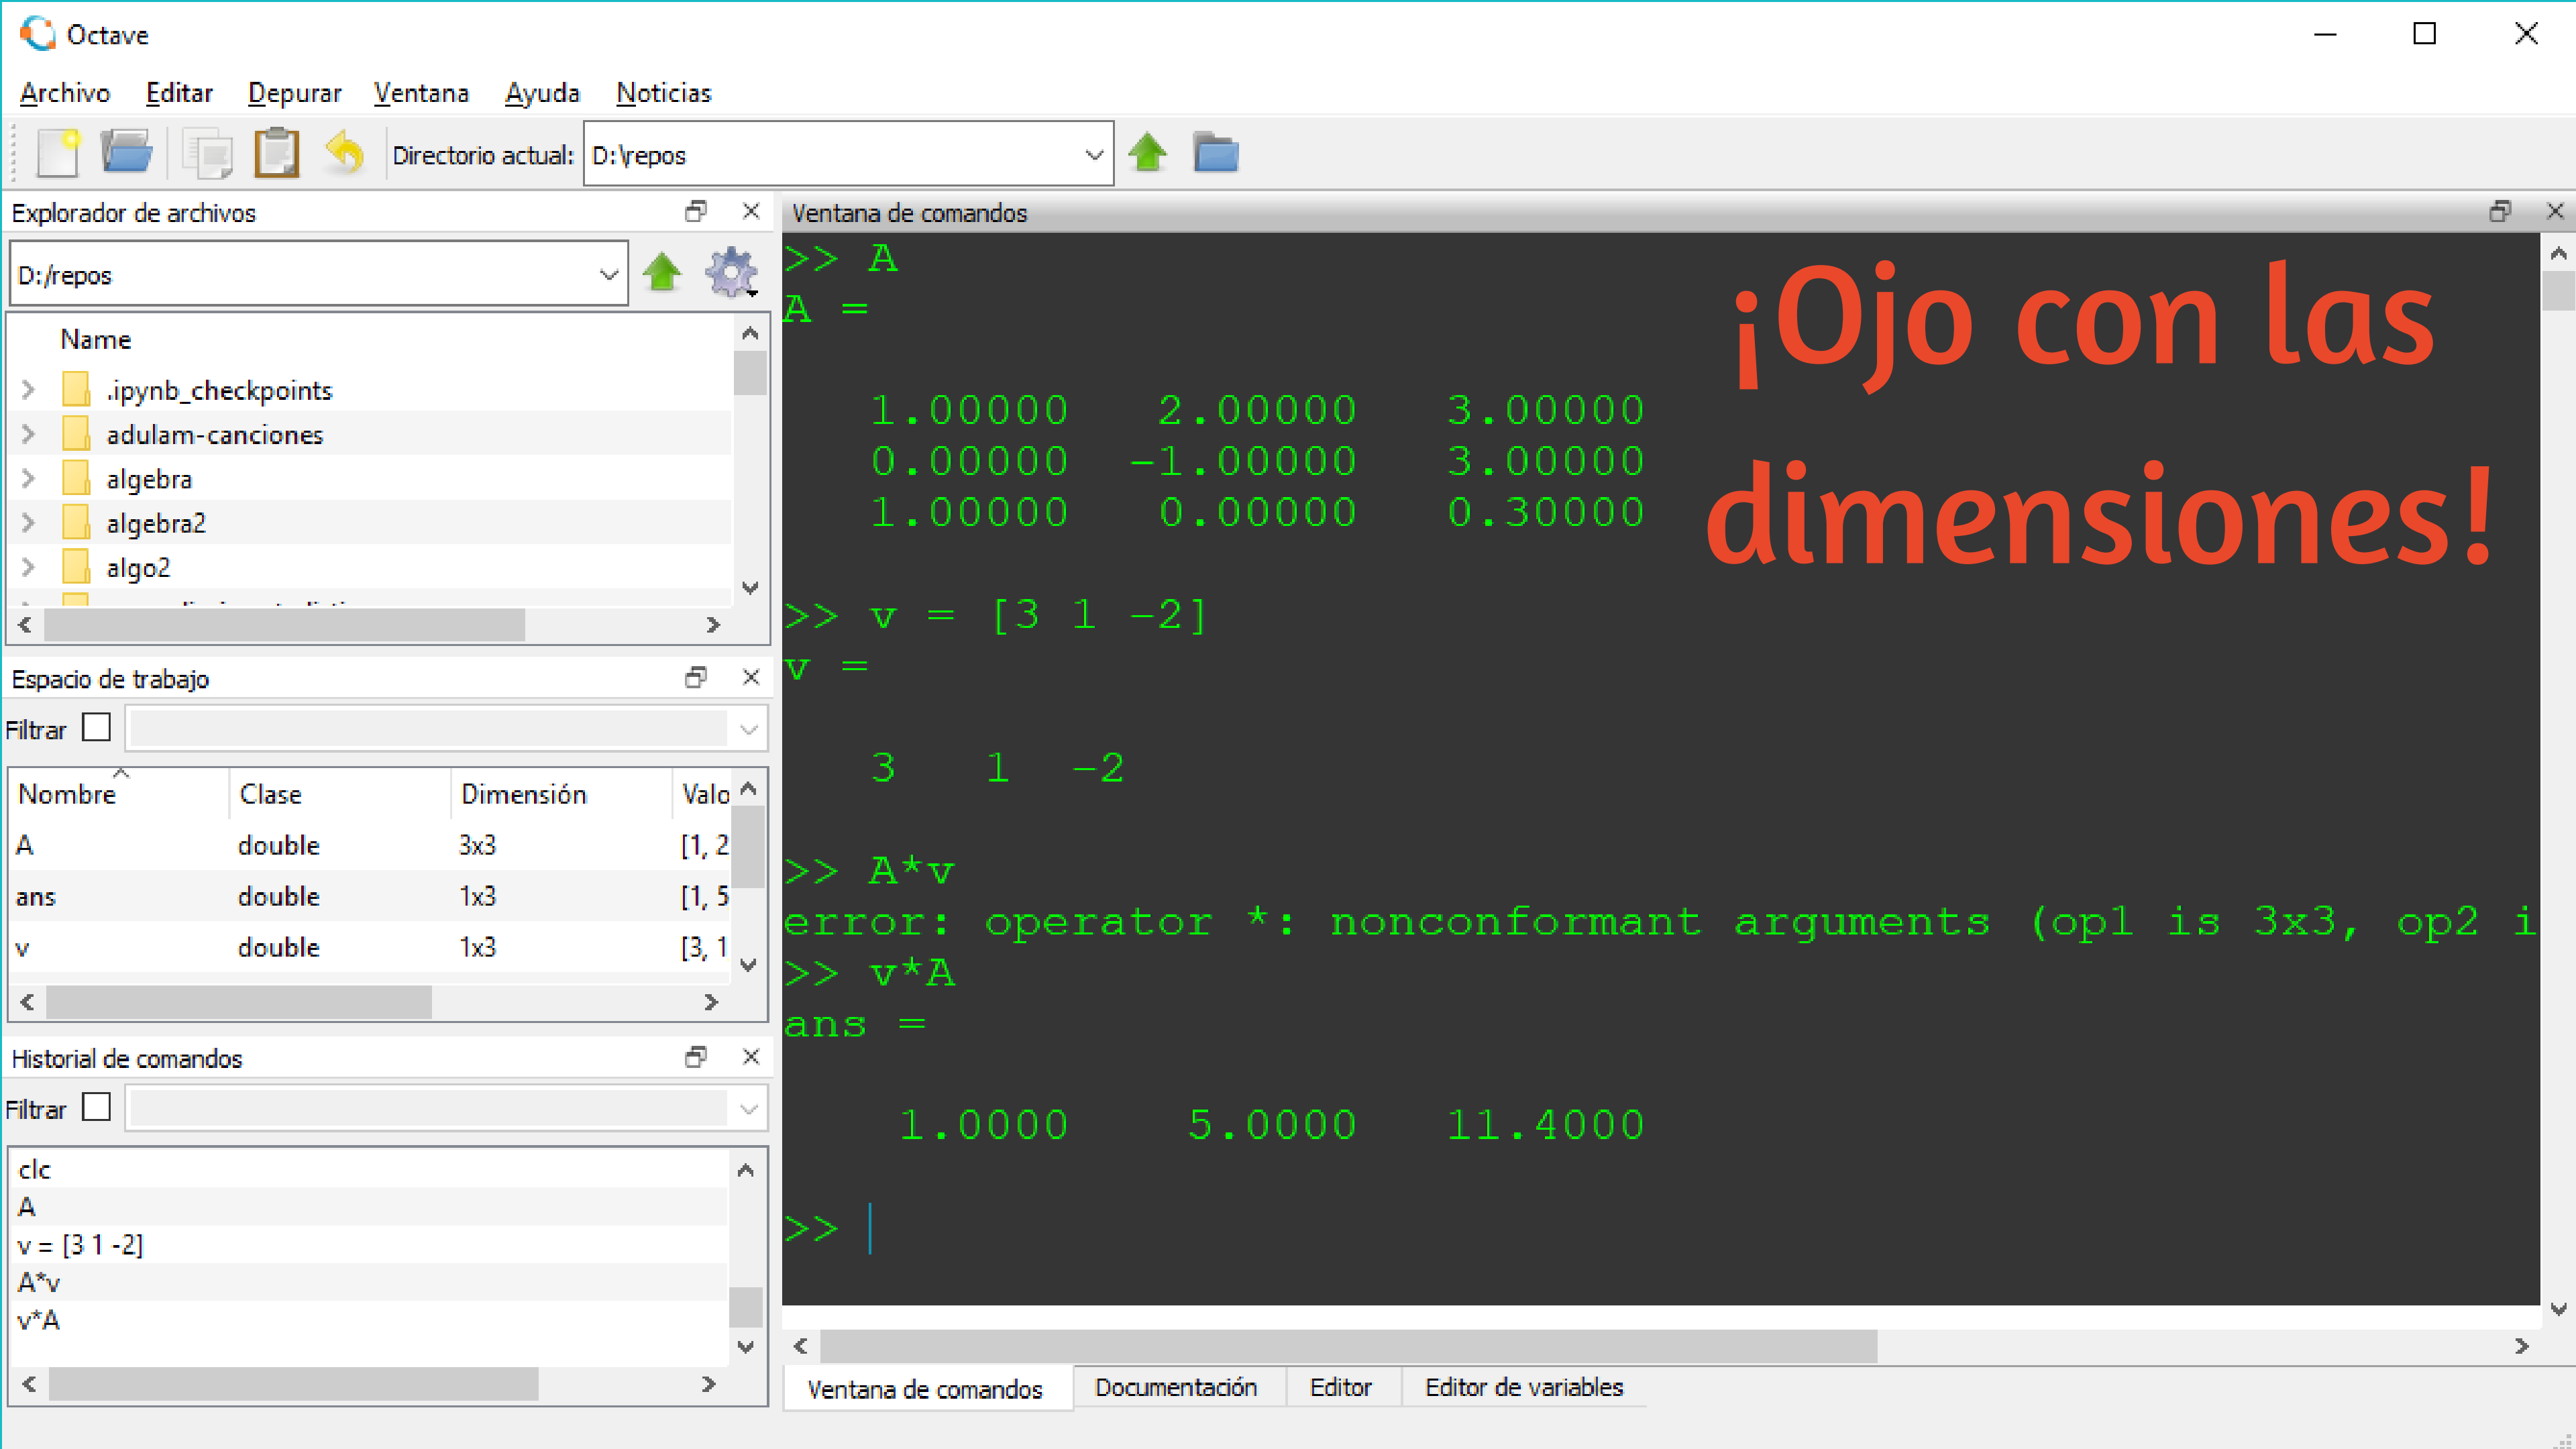 Octave
Archivo Editar Depurar Ventana Ayuda Noticias
Directorio actual: D:\repos
Explorador de archivos
D:/repos
Name
.ipynb_checkpoints
adulam-canciones
algebra
algebra2
algo2
Espacio de trabajo
Filtrar
Nombre Clase Dimensión Valo
A double 3x3 [1, 2
ans double 1x3 [1, 5
v double 1x3 [3, 1
Historial de comandos
Filtrar
clc
A
v = [3 1 -2]
A*v
v*A
Ventana de comandos
>> A
A =
1.00000 2.00000 3.00000
0.00000 -1.00000 3.00000
1.00000 0.00000 0.30000
>> v = [3 1 -2]
v =
3 1 -2
>> A*v
error: operator *: nonconformant arguments (op1 is 3x3, op2 i
>> v*A
ans =
1.0000 5.0000 11.4000
>>
¡Ojo con las
dimensiones!
Ventana de comandos Documentación Editor Editor de variables